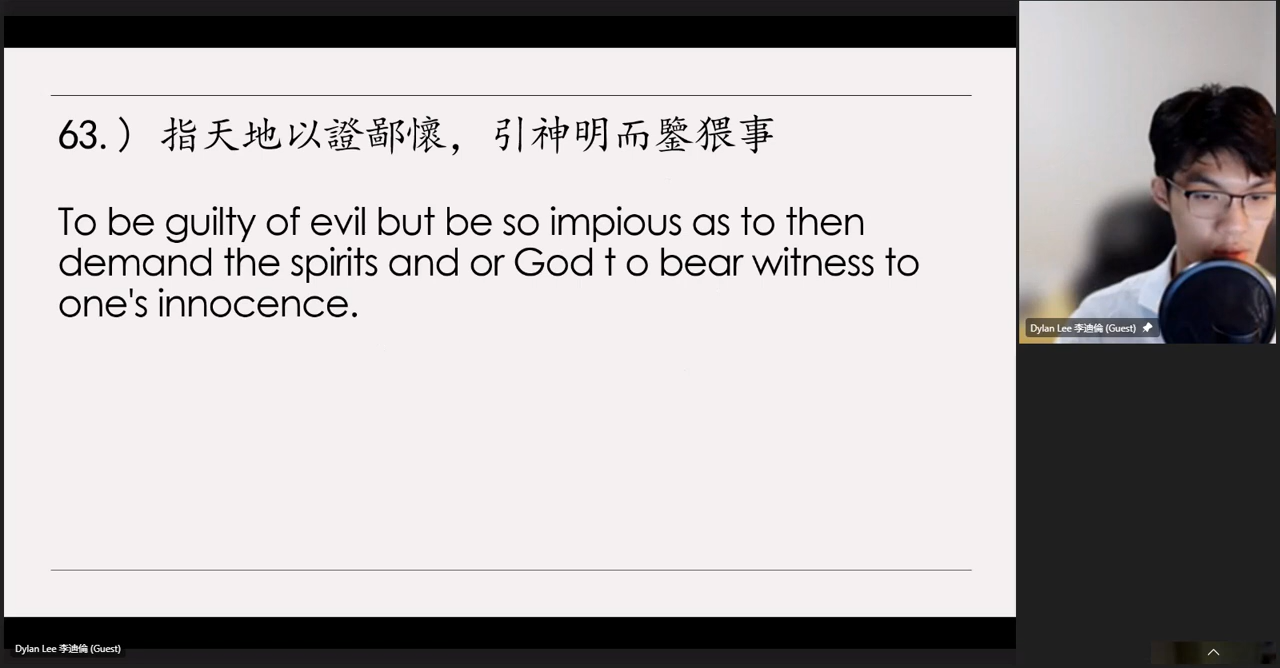 63. ） 指天地以證鄙懷，引神明而鑒猥事
To be guilty of evil but be so impious as to then
demand the spirits and or God t o bear witness to
one's innocence.
Dylan Lee 李迪倫 (Guest)
Dylan Lee 李迪倫 (Guest)